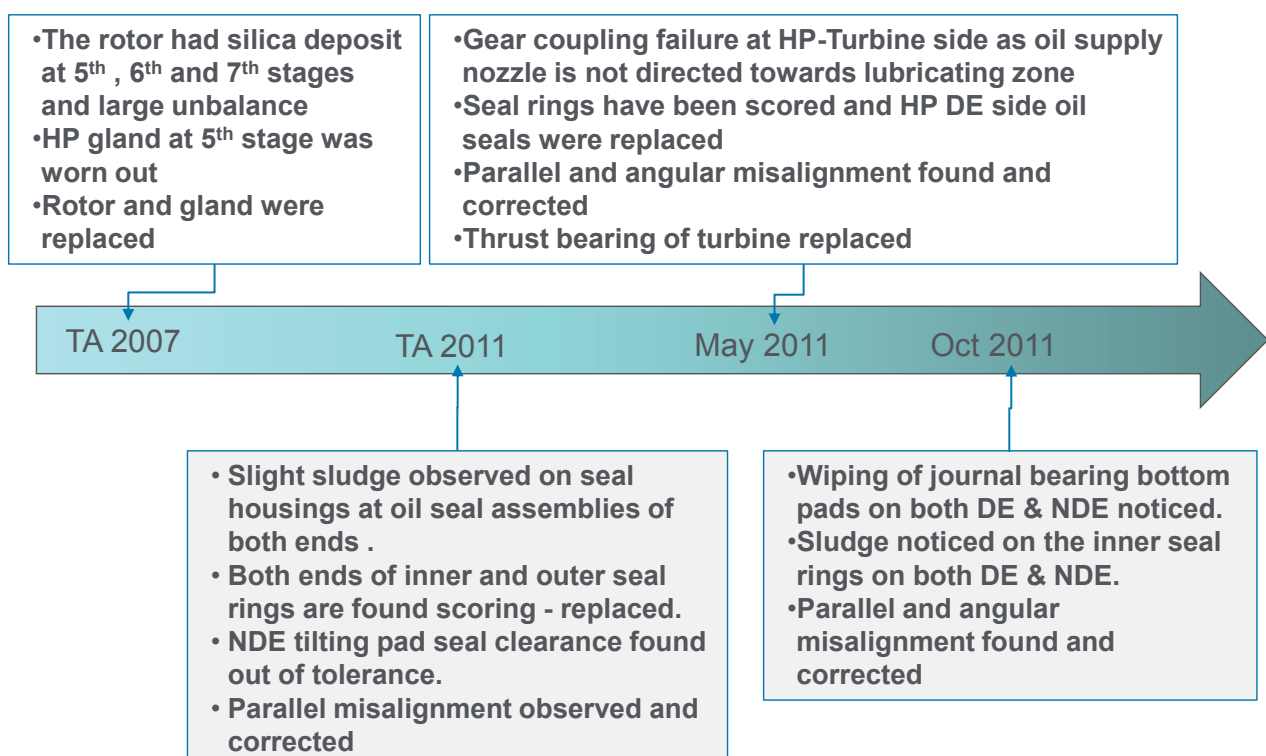 •The rotor had silica deposit
at 5th , 6th and 7th stages
and large unbalance
•HP gland at 5th stage was
worn out
•Rotor and gland were
replaced
•Gear coupling failure at HP-Turbine side as oil supply
nozzle is not directed towards lubricating zone
•Seal rings have been scored and HP DE side oil
seals were replaced
•Parallel and angular misalignment found and
corrected
•Thrust bearing of turbine replaced
TA 2007
TA 2011
May 2011
Oct 2011
• Slight sludge observed on seal
housings at oil seal assemblies of
both ends .
• Both ends of inner and outer seal
rings are found scoring - replaced.
• NDE tilting pad seal clearance found
out of tolerance.
• Parallel misalignment observed and
corrected
•Wiping of journal bearing bottom
pads on both DE & NDE noticed.
•Sludge noticed on the inner seal
rings on both DE & NDE.
•Parallel and angular
misalignment found and
corrected